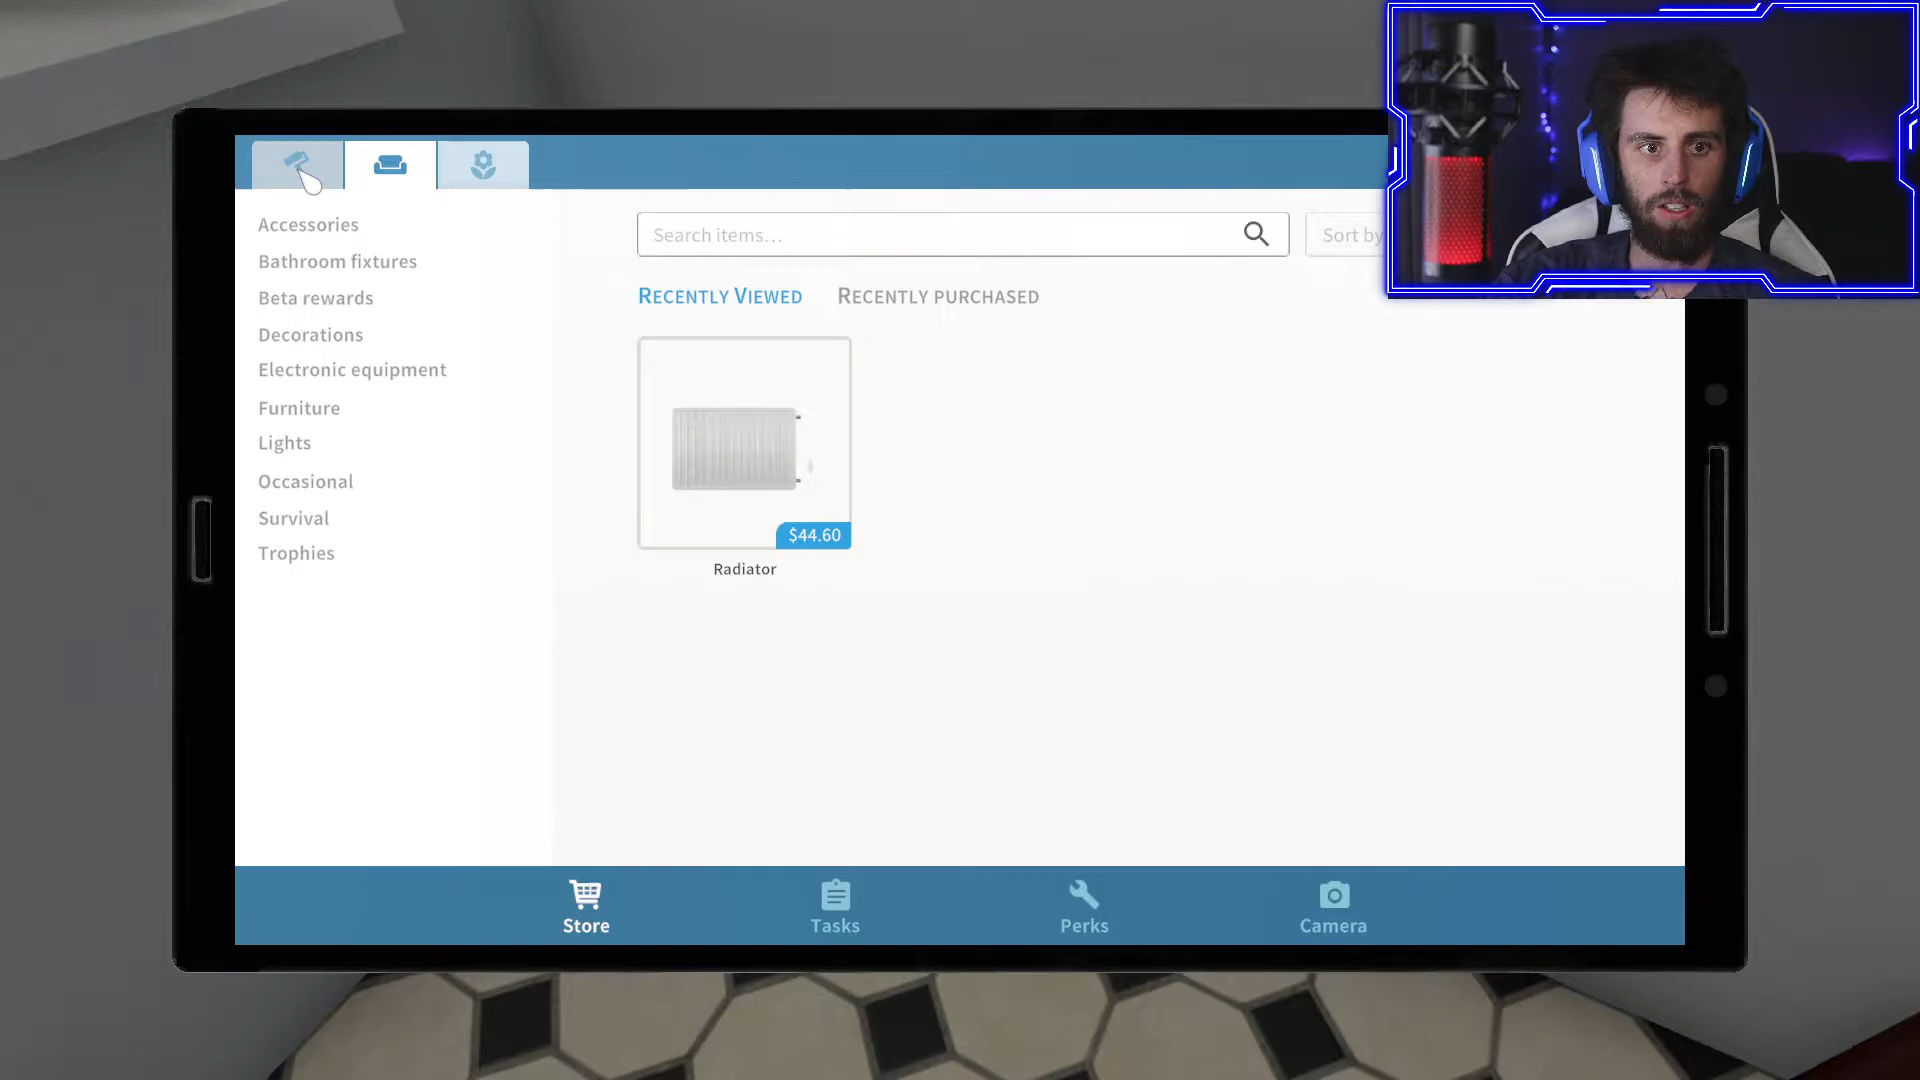 Accessories
Bathroom fixtures
Beta rewards
Decorations
Electronic equipment
Furniture
Lights
Occasional
Survival
Trophies
Search items...
Sort by
RECENTLY VIEWED
RECENTLY PURCHASED
$44.60
Radiator
Store
Tasks
Perks
Camera